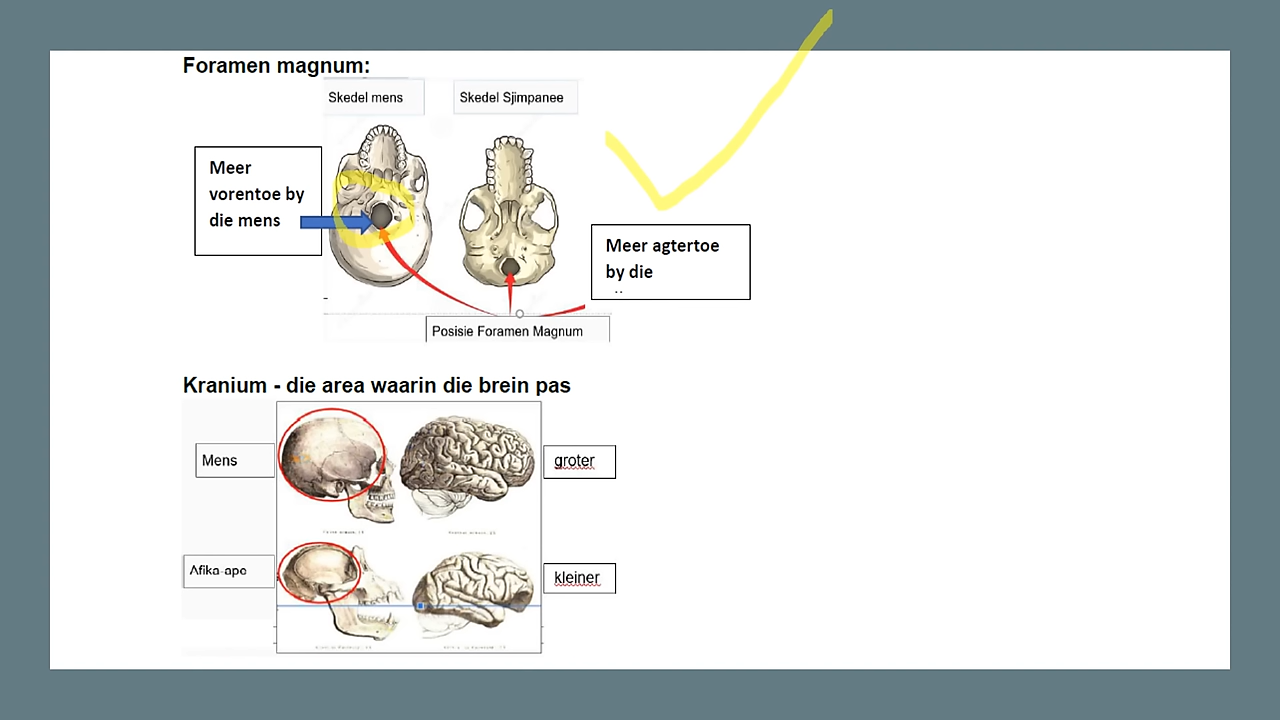 Foramen magnum:
Skedel mens
Skedel Sjimpanee
Meer
vorentoe by
die mens
Meer agtertoe
by die
Posisie Foramen Magnum
Kranium - die area waarin die brein pas
Mens
groter
Afika-ape
kleiner